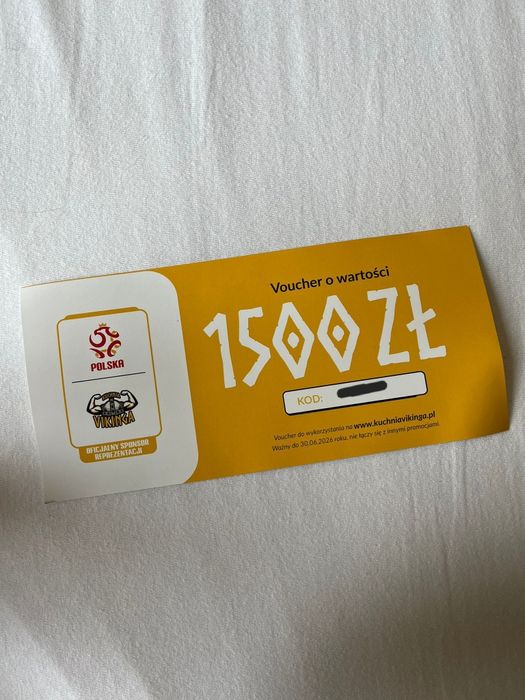 Voucher o wartości
1500 ZŁ
KOD:
Voucher do wykorzystania na www.kuchniavikinga.pl
Ważny do 30.06.2026 roku, nie łączy się z innymi promocjami.
POLSKA
KUCHNIA
VIKINGA
OFICJALNY SPONSOR
REPREZENTACJI